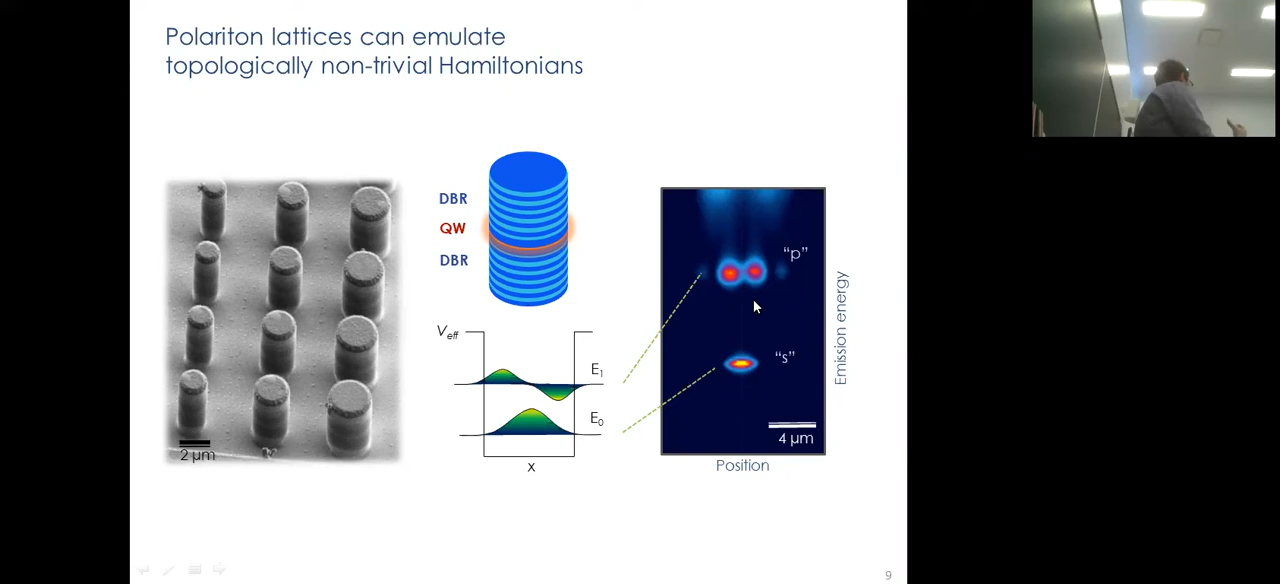 Polariton lattices can emulate
topologically non-trivial Hamiltonians
2 µm
DBR
QW
DBR
Veff
E1
E0
x
“p”
“s”
4 µm
Position
Emission energy
9